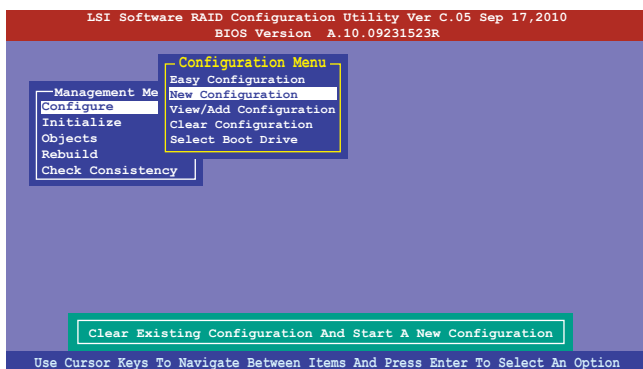 LSI Software RAID Configuration Utility Ver C.05 Sep 17,2010
BIOS Version A.10.09231523R
Management Me
Configure
Initialize
Objects
Rebuild
Check Consistency
Configuration Menu
Easy Configuration
New Configuration
View/Add Configuration
Clear Configuration
Select Boot Drive
Clear Existing Configuration And Start A New Configuration
Use Cursor Keys To Navigate Between Items And Press Enter To Select An Option